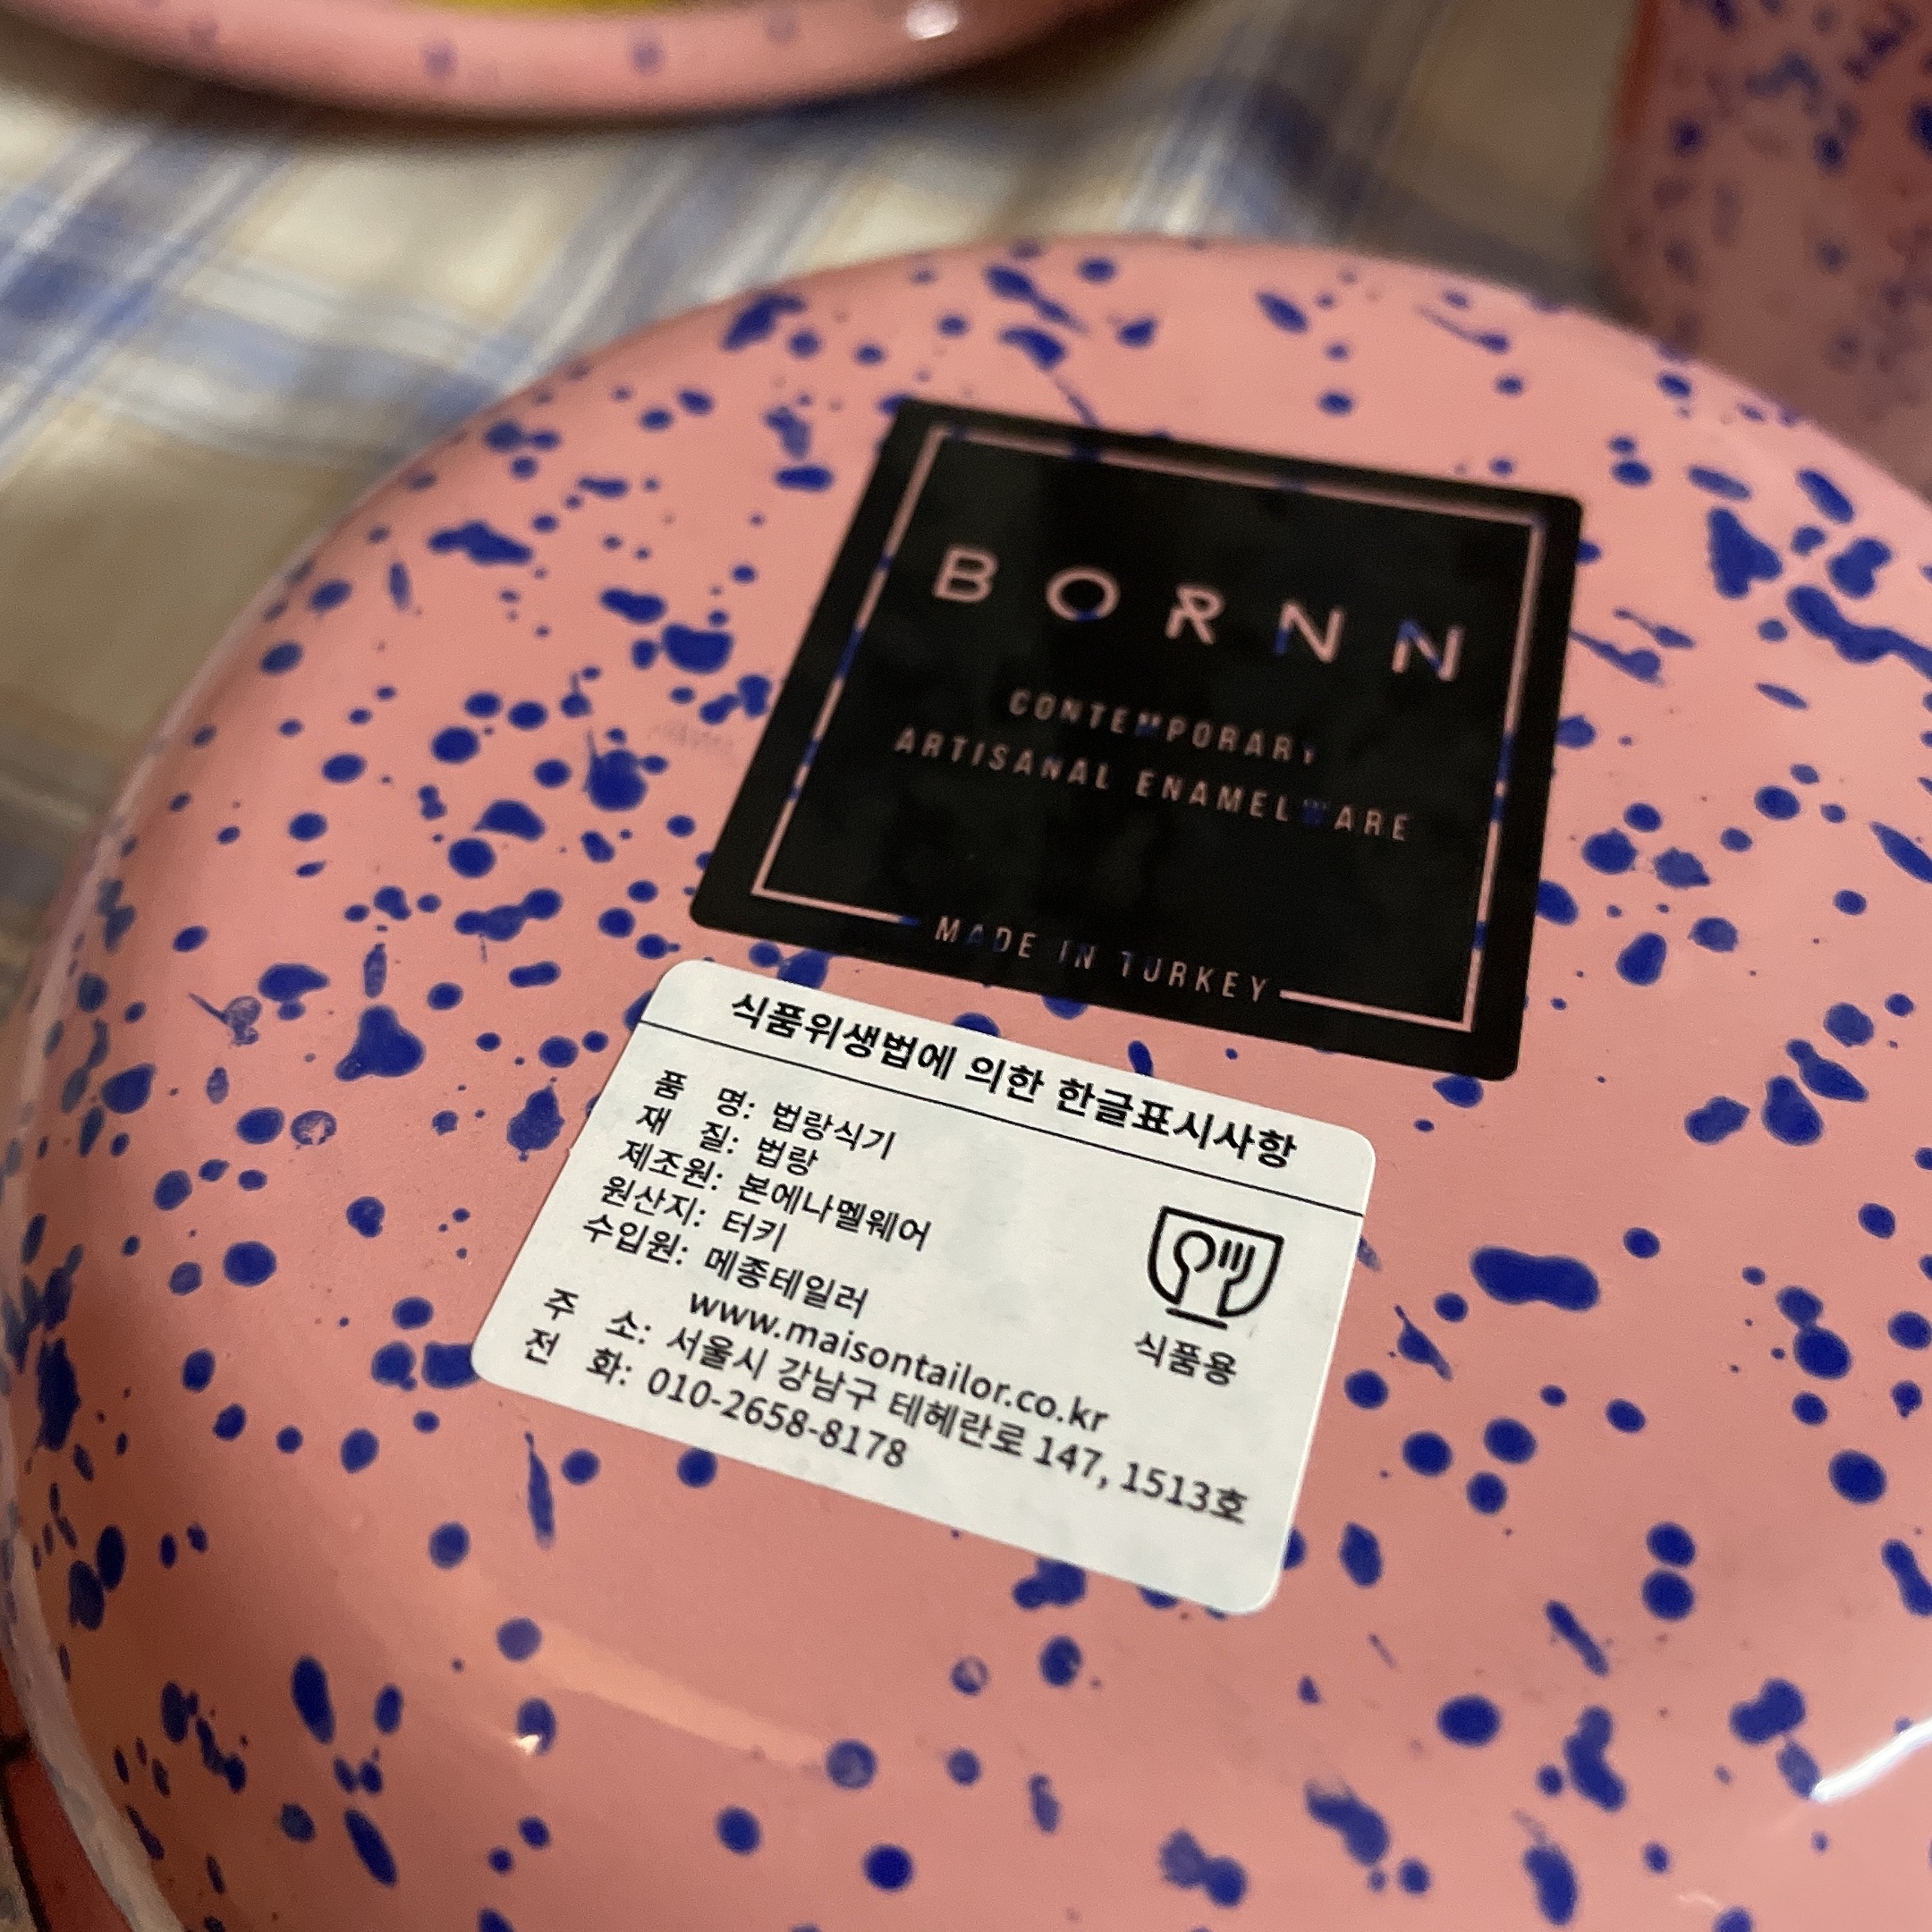 BORNN
CONTEMPORARY
ARTISANAL ENAMELWARE
MADE IN TURKEY
식품위생법에 의한 한글표시사항
품 명: 법랑식기
재 질: 법랑
제조원: 본에나멜웨어
원산지: 터키
수입원: 메종테일러
www.maisontailor.co.kr
주 소: 서울시 강남구 테헤란로 147, 1513호
전 화: 010-2658-8178
식품용